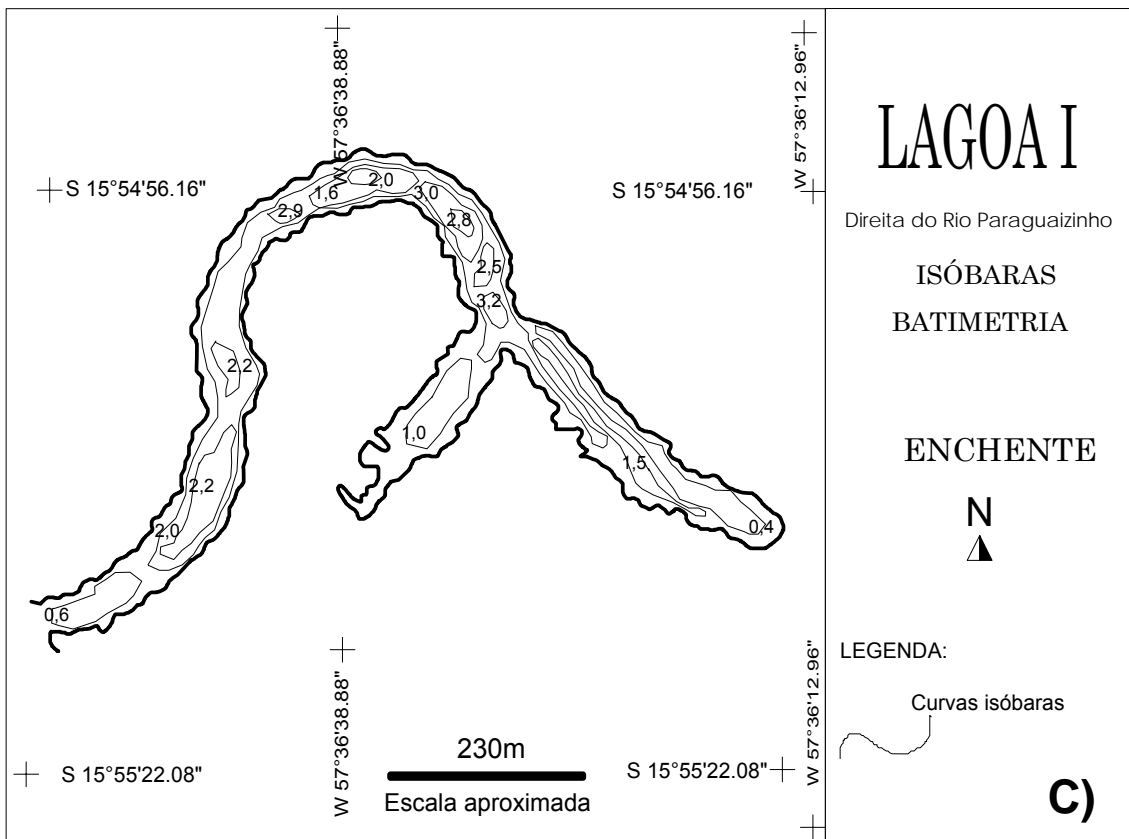 W 57°36'38.88"
W 57°36'12.96"
S 15°54'56.16"
S 15°54'56.16"
2,0
1,6
3,0
2,9
2,8
2,5
3,2
2,2
1,0
1,5
2,2
2,0
0,4
0,6
W 57°36'38.88"
W 57°36'12.96"
S 15°55'22.08"
S 15°55'22.08"
230m
Escala aproximada
LAGOA I
Direita do Rio Paraguaizinho
ISÓBARAS
BATIMETRIA
ENCHENTE
N
LEGENDA:
Curvas isóbaras
C)